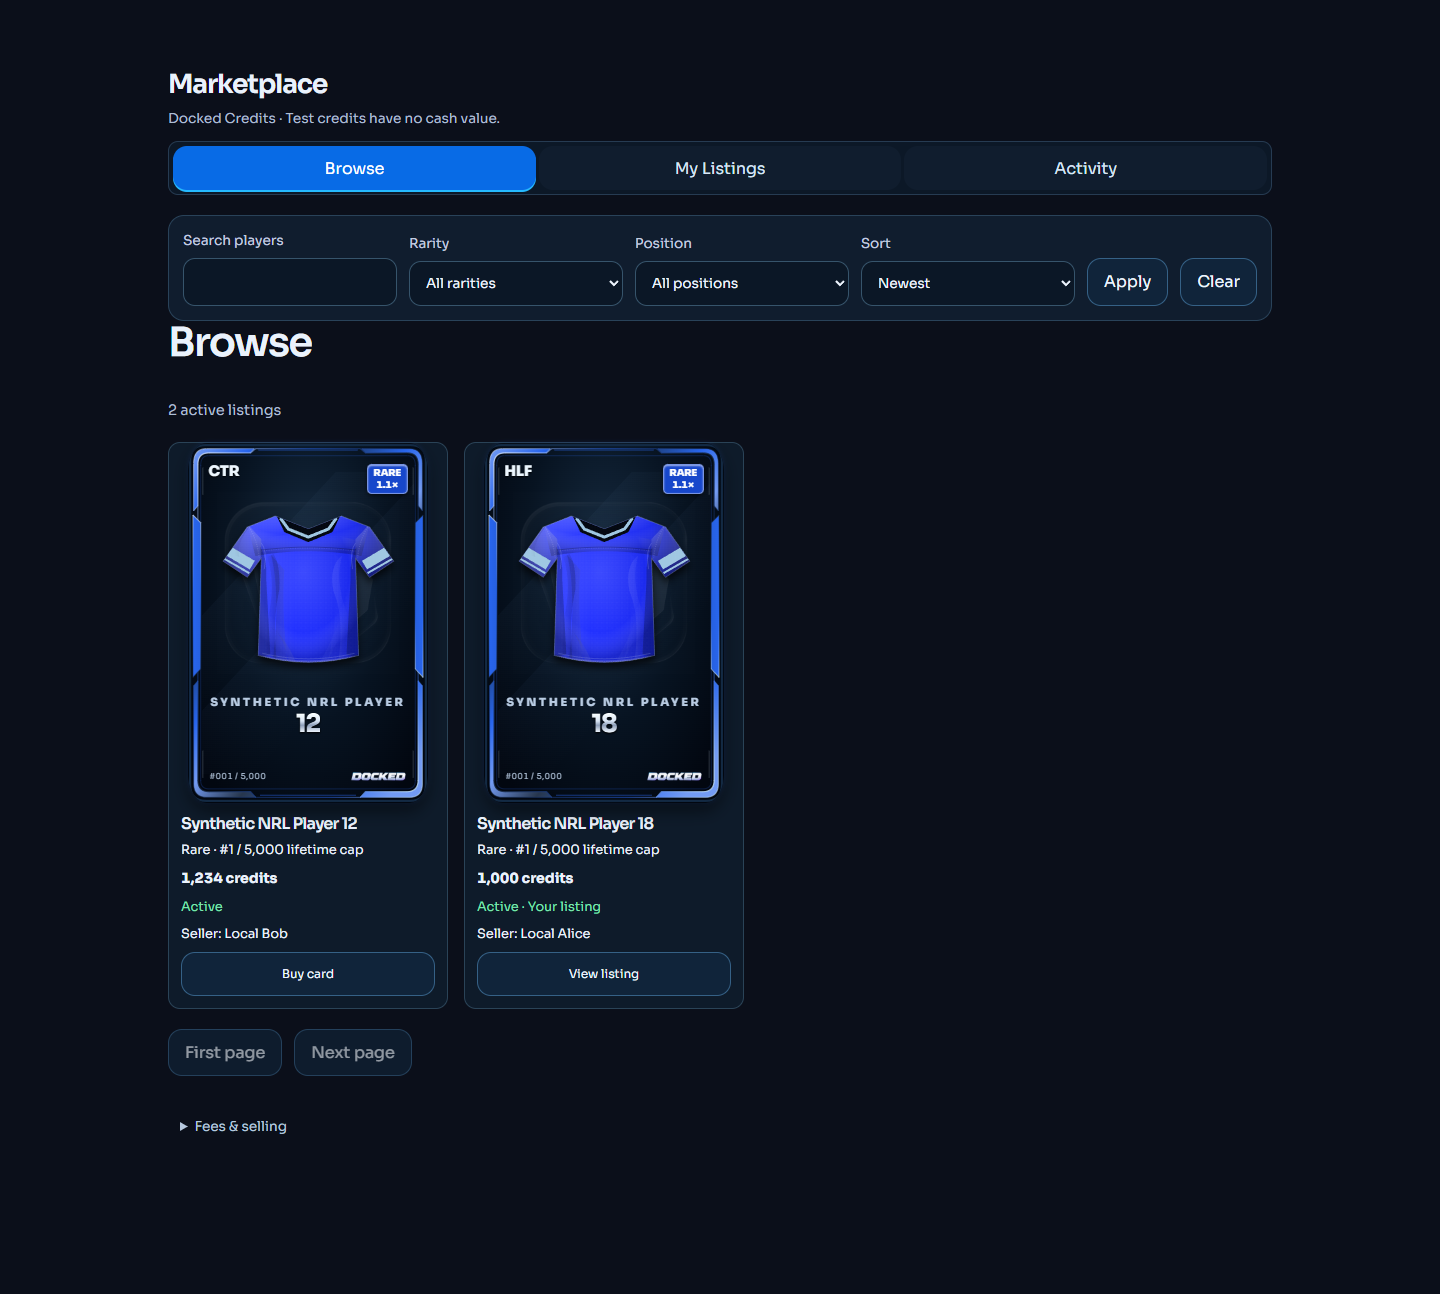 Marketplace
Docked Credits · Test credits have no cash value.
Browse
My Listings
Activity
Search players
Rarity
Position
Sort
All rarities
All positions
Newest
Apply
Clear
Browse
2 active listings
CTR
RARE
1.1×
SYNTHETIC NRL PLAYER
12
#001 / 5,000
DOCKED
Synthetic NRL Player 12
Rare · #1 / 5,000 lifetime cap
1,234 credits
Active
Seller: Local Bob
Buy card
HLF
RARE
1.1×
SYNTHETIC NRL PLAYER
18
#001 / 5,000
DOCKED
Synthetic NRL Player 18
Rare · #1 / 5,000 lifetime cap
1,000 credits
Active · Your listing
Seller: Local Alice
View listing
First page
Next page
Fees & selling